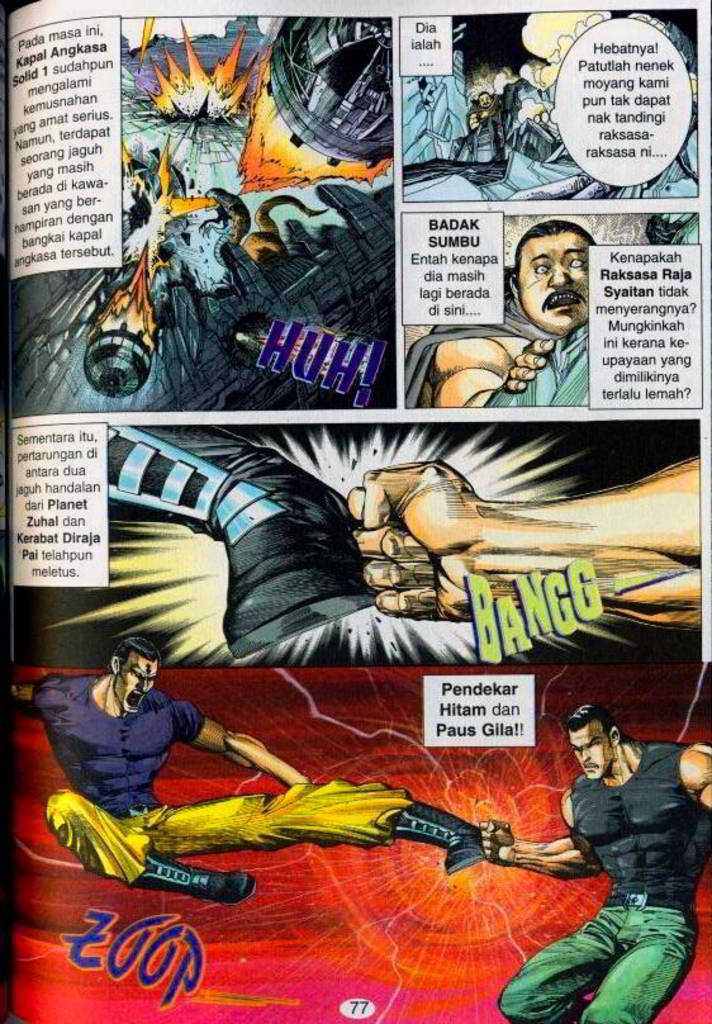 Pada masa ini,
Kapal Angkasa
Solid 1 sudahpun
mengalami
kemusnahan
yang amat serius.
Namun, terdapat
seorang jaguh
yang masih
berada di kawa-
san yang ber-
hampiran dengan
bangkai kapal
angkasa tersebut.
HUH!
Dia
ialah
....
Hebatnya!
Patutlah nenek
moyang kami
pun tak dapat
nak tandingi
raksasa-
raksasa ni....
BADAK
SUMBU
Entah kenapa
dia masih
lagi berada
di sini....
Kenapakah
Raksasa Raja
Syaitan tidak
menyerangnya?
Mungkinkah
ini kerana ke-
upayaan yang
dimilikinya
terlalu lemah?
Sementara itu,
pertarungan di
antara dua
jaguh handalan
dari Planet
Zuhal dan
Kerabat Diraja
Pai telahpun
meletus.
BANGG
Pendekar
Hitam dan
Paus Gila!!
ZOOP
77